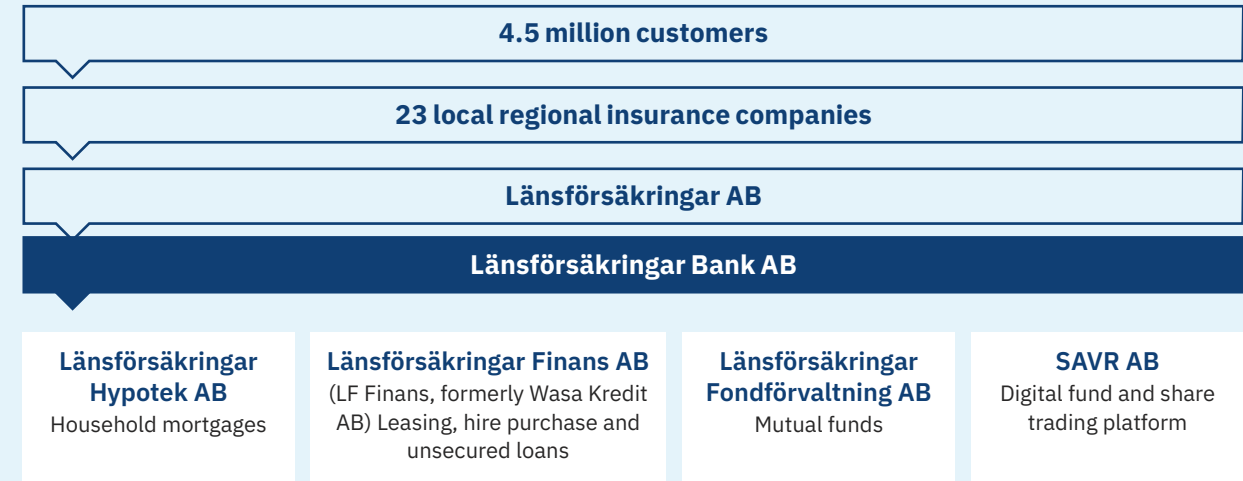 4.5 million customers
23 local regional insurance companies
Länsförsäkringar AB
Länsförsäkringar Bank AB
Länsförsäkringar
Hypotek AB
Household mortgages
Länsförsäkringar Finans AB
(LF Finans, formerly Wasa Kredit
AB) Leasing, hire purchase and
unsecured loans
Länsförsäkringar
Fondförvaltning AB
Mutual funds
SAVR AB
Digital fund and share
trading platform